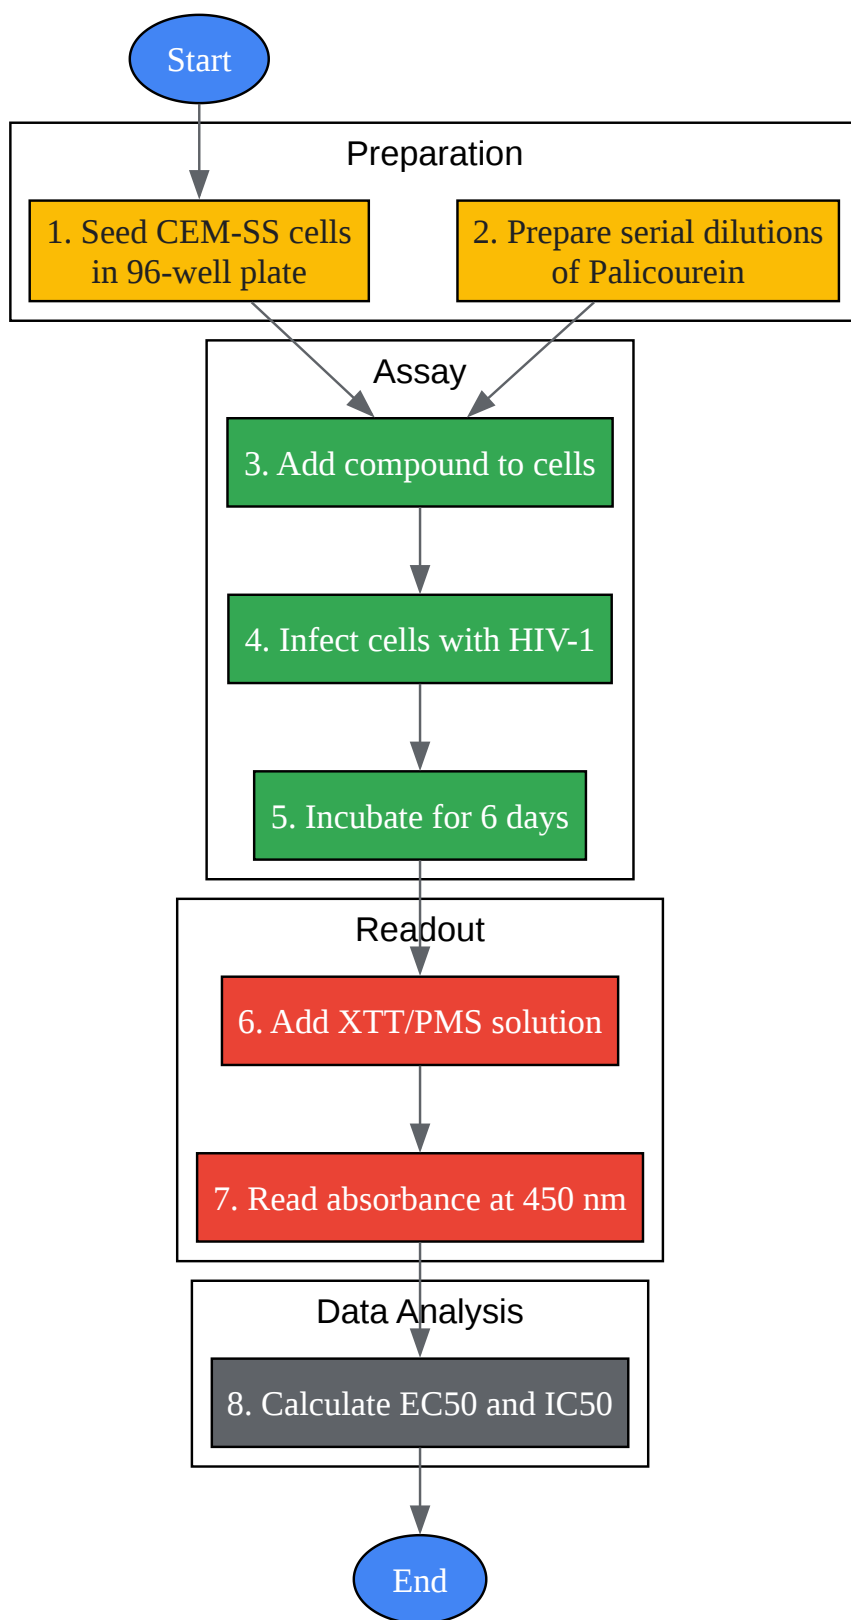 Start
Preparation
1. Seed CEM-SS cells
in 96-well plate
2. Prepare serial dilutions
of Palicourein
Assay
3. Add compound to cells
4. Infect cells with HIV-1
5. Incubate for 6 days
Readout
6. Add XTT/PMS solution
7. Read absorbance at 450 nm
Data Analysis
8. Calculate EC50 and IC50
End